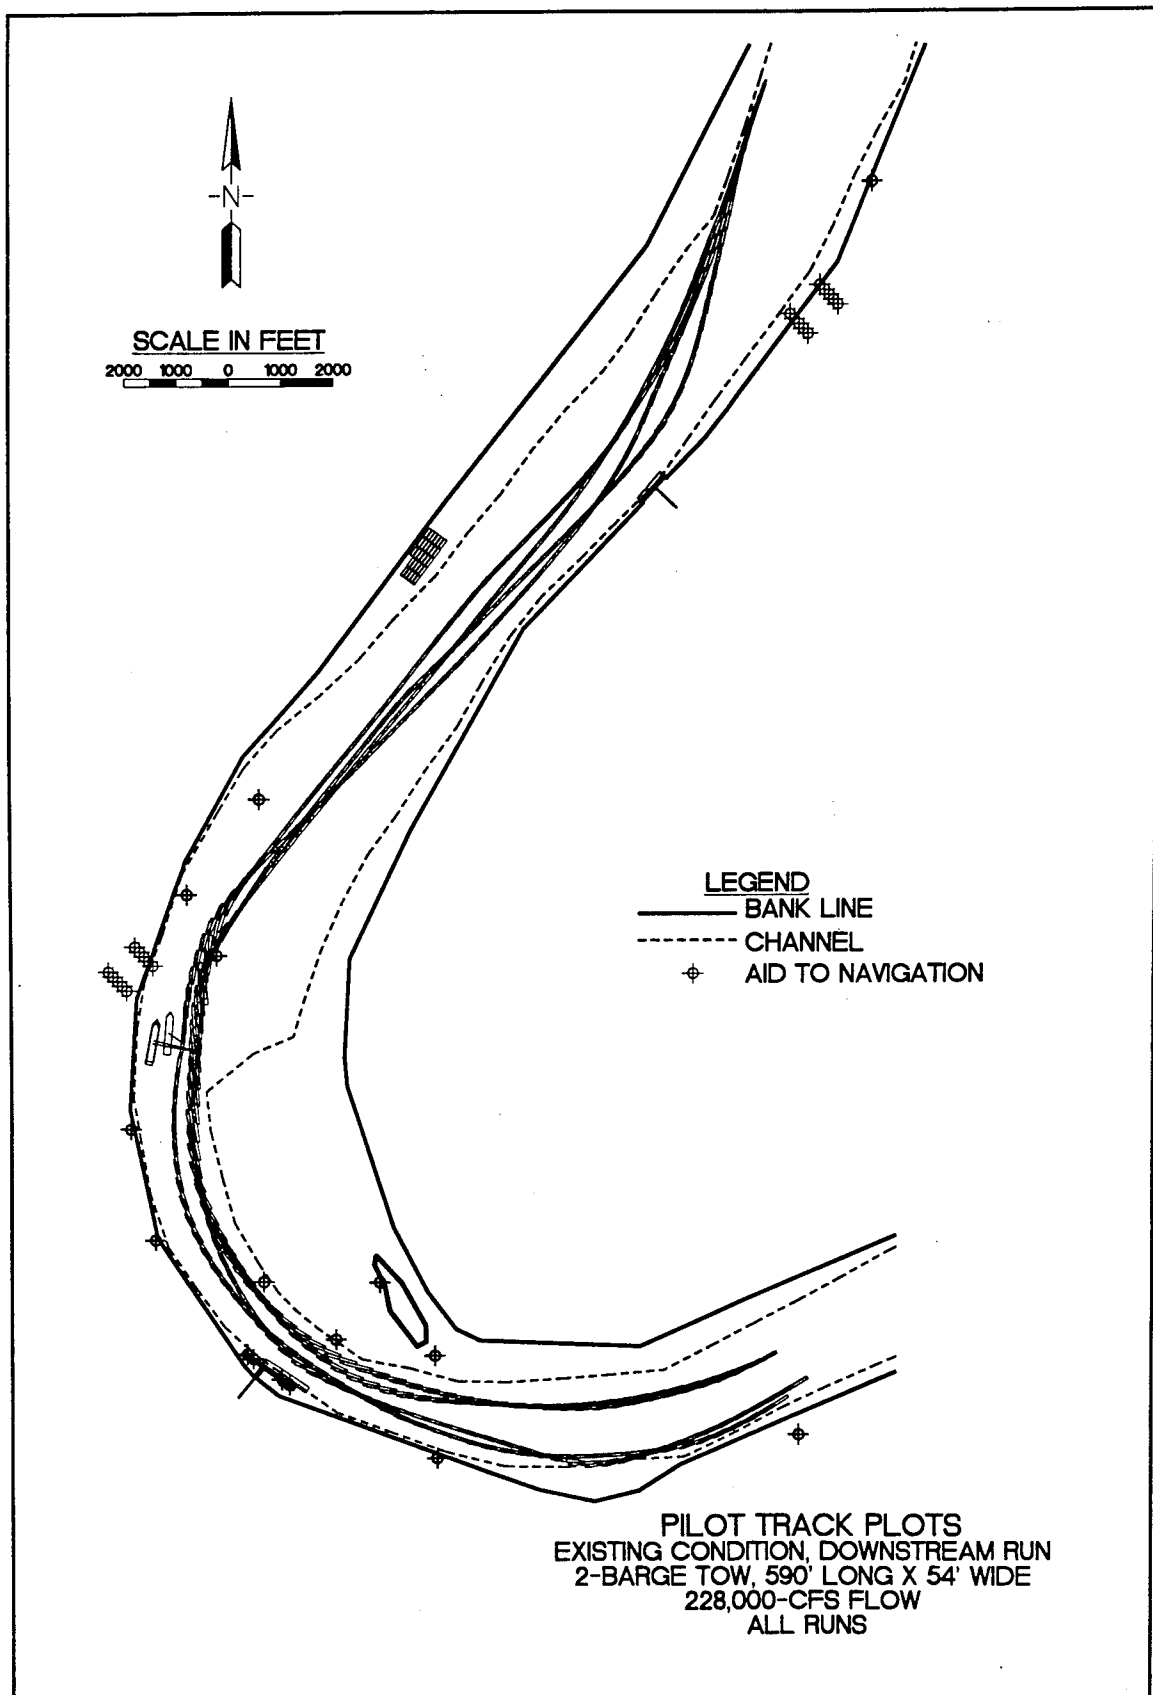 N
SCALE IN FEET
2000 1000 0 1000 2000
LEGEND
BANK LINE
CHANNEL
AID TO NAVIGATION
PILOT TRACK PLOTS
EXISTING CONDITION, DOWNSTREAM RUN
2-BARGE TOW, 590' LONG X 54' WIDE
228,000-CFS FLOW
ALL RUNS